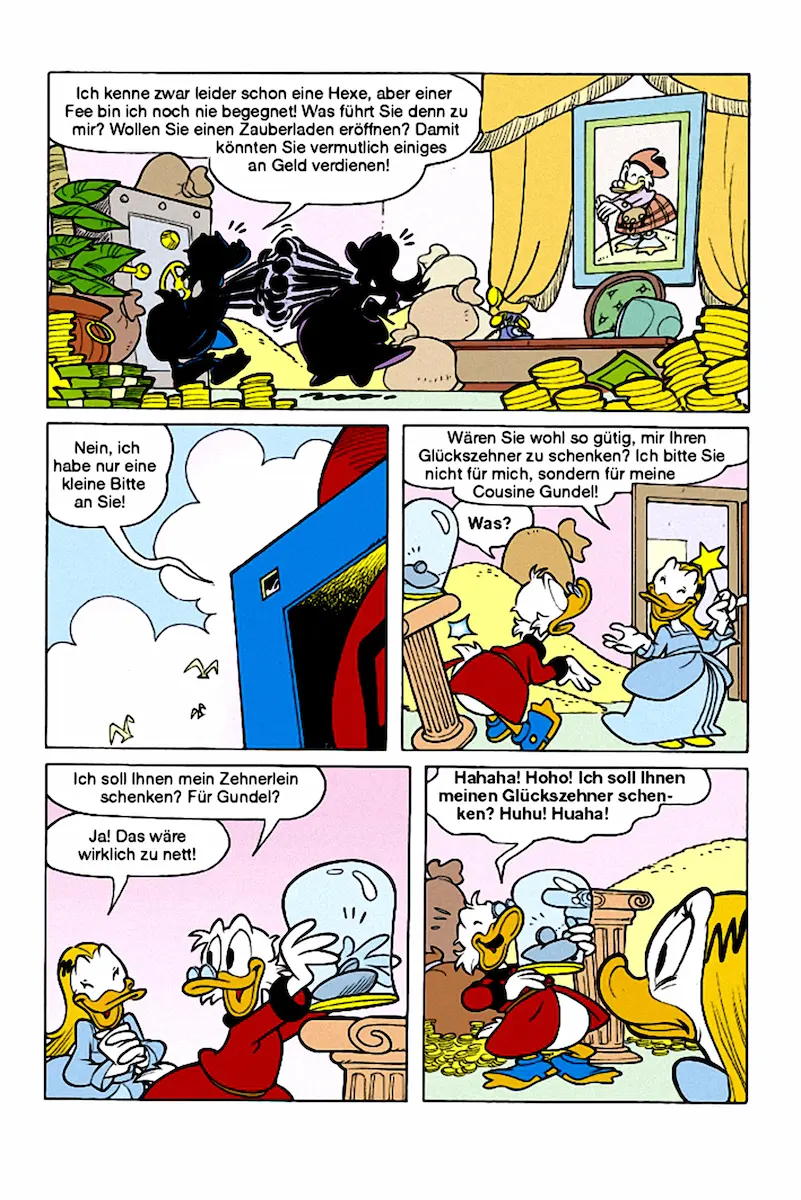 Ich kenne zwar leider schon eine Hexe, aber einer
Fee bin ich noch nie begegnet! Was führt Sie denn zu
mir? Wollen Sie einen Zauberladen eröffnen? Damit
könnten Sie vermutlich einiges
an Geld verdienen!
Nein, ich
habe nur eine
kleine Bitte
an Sie!
Wären Sie wohl so gütig, mir Ihren
Glückszehner zu schenken? Ich bitte Sie
nicht für mich, sondern für meine
Cousine Gundel!
Was?
Ich soll Ihnen mein Zehnerlein
schenken? Für Gundel?
Ja! Das wäre
wirklich zu nett!
Hahaha! Hoho! Ich soll Ihnen
meinen Glückszehner schen-
ken? Huhu! Huaha!